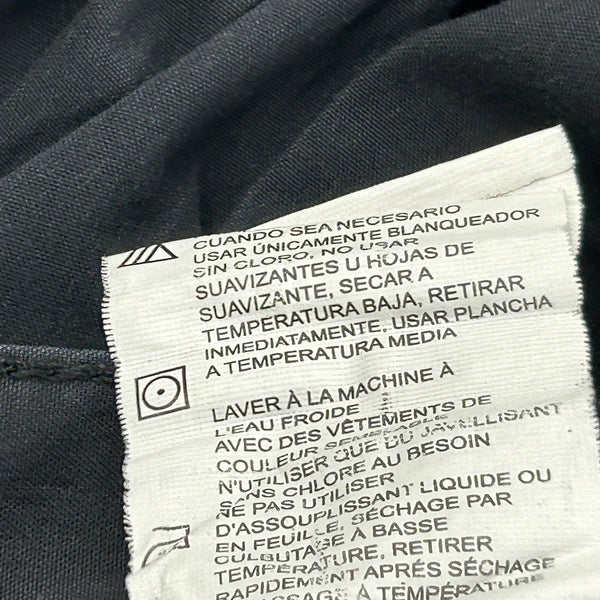 CUANDO SEA NECESARIO
USAR ÚNICAMENTE BLANQUEADOR
SIN CLORO. NO USAR
SUAVIZANTES U HOJAS DE
SUAVIZANTE, SECAR A
TEMPERATURA BAJA, RETIRAR
INMEDIATAMENTE. USAR PLANCHA
A TEMPERATURA MEDIA
LAVER À LA MACHINE À
L'EAU FROIDE
AVEC DES VÊTEMENTS DE
COULEUR SEMBLABLE
N'UTILISER QUE DU JAVELLISANT
SANS CHLORE AU BESOIN
NE PAS UTILISER
D'ASSOUPLISSANT LIQUIDE OU
EN FEUILLE, SÉCHAGE PAR
CULBUTAGE À BASSE
TEMPÉRATURE, RETIRER
RAPIDEMENT APRÈS SÉCHAGE
À TEMPÉRATURE